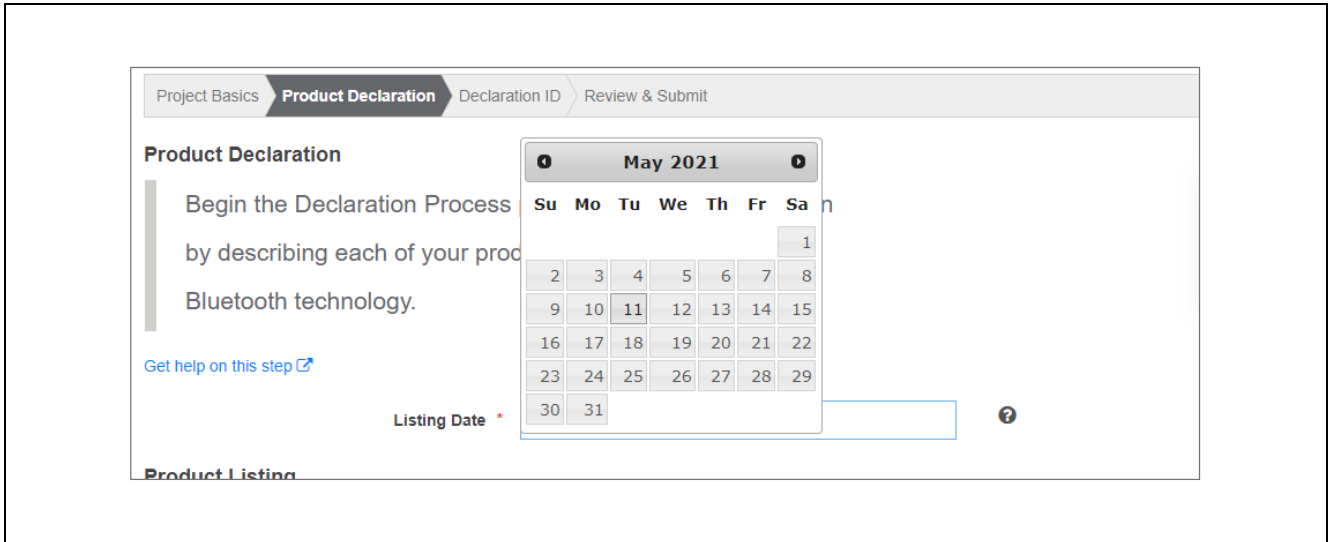 Project Basics Product Declaration Declaration ID Review & Submit
Product Declaration
Begin the Declaration Process
by describing each of your
Bluetooth technology.
Get help on this step
May 2021
Su Mo Tu We Th Fr Sa
1
2 3 4 5 6 7 8
9 10 11 12 13 14 15
16 17 18 19 20 21 22
23 24 25 26 27 28 29
30 31
Listing Date *
Product Listing